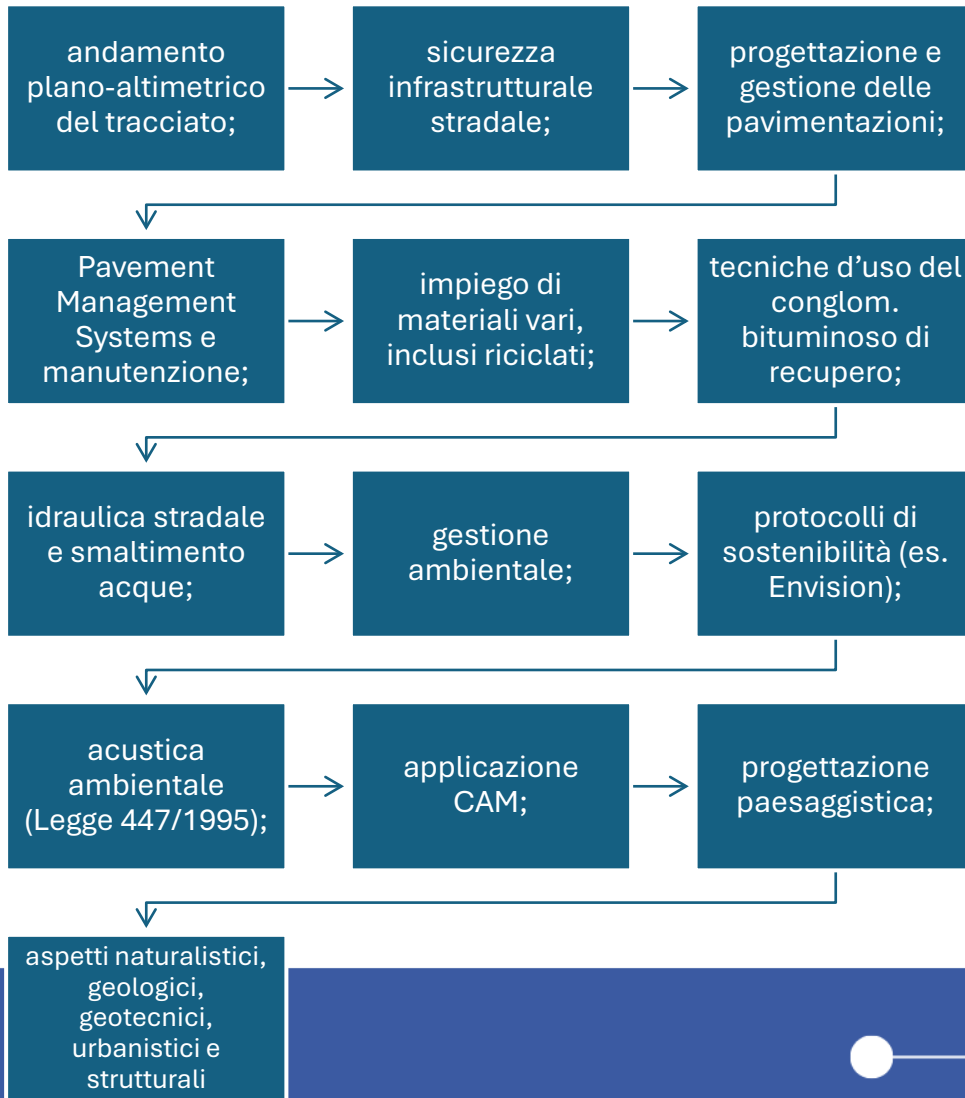 andamento
plano-altimetrico
del tracciato;
sicurezza
infrastrutturale
stradale;
progettazione e
gestione delle
pavimentazioni;
Pavement
Management
Systems e
manutenzione;
impiego di
materiali vari,
inclusi riciclati;
tecniche d’uso del
conglom.
bituminoso di
recupero;
idraulica stradale
e smaltimento
acque;
gestione
ambientale;
protocolli di
sostenibilità (es.
Envision);
acustica
ambientale
(Legge 447/1995);
applicazione
CAM;
progettazione
paesaggistica;
aspetti naturalistici,
geologici,
geotecnici,
urbanistici e
strutturali